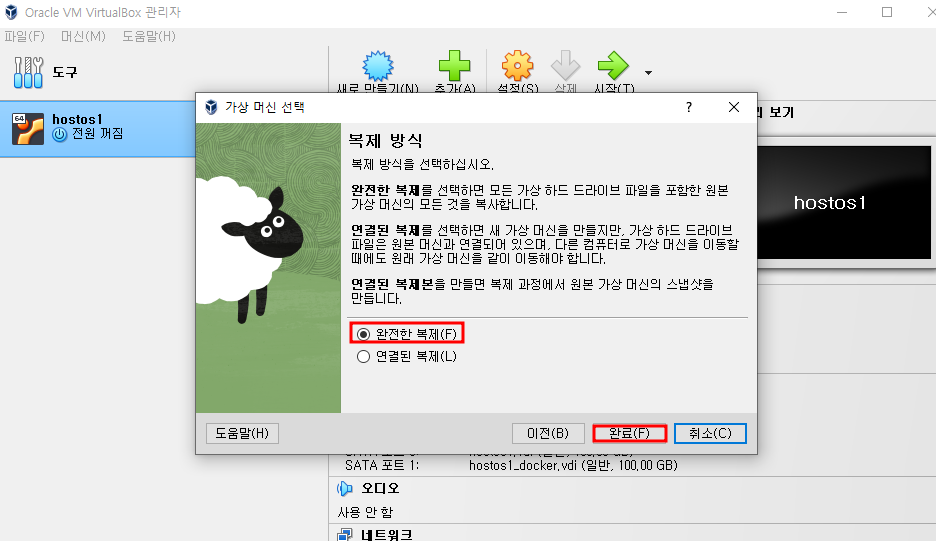 Oracle VM VirtualBox 관리자
파일(F) 머신(M) 도움말(H)
도구
새로 만들기(N) 추가(A) 설정(S) 삭제 시작(T)
64
hostos1
전원 꺼짐
보기
hostos1
가상 머신 선택
?
복제 방식
복제 방식을 선택하십시오.
완전한 복제를 선택하면 모든 가상 하드 드라이브 파일을 포함한 원본
가상 머신의 모든 것을 복사합니다.
연결된 복제를 선택하면 새 가상 머신을 만들지만, 가상 하드 드라이브
파일은 원본 머신과 연결되어 있으며, 다른 컴퓨터로 가상 머신을 이동할
때에도 원래 가상 머신을 같이 이동해야 합니다.
연결된 복제본을 만들면 복제 과정에서 원본 가상 머신의 스냅샷을
만듭니다.
완전한 복제(F)
연결된 복제(L)
도움말(H) 이전(B) 완료(F) 취소(C)
SATA 포트 1: hostos1_docker.vdi (일반, 100.00 GB)
오디오
사용 안 함
네트워크